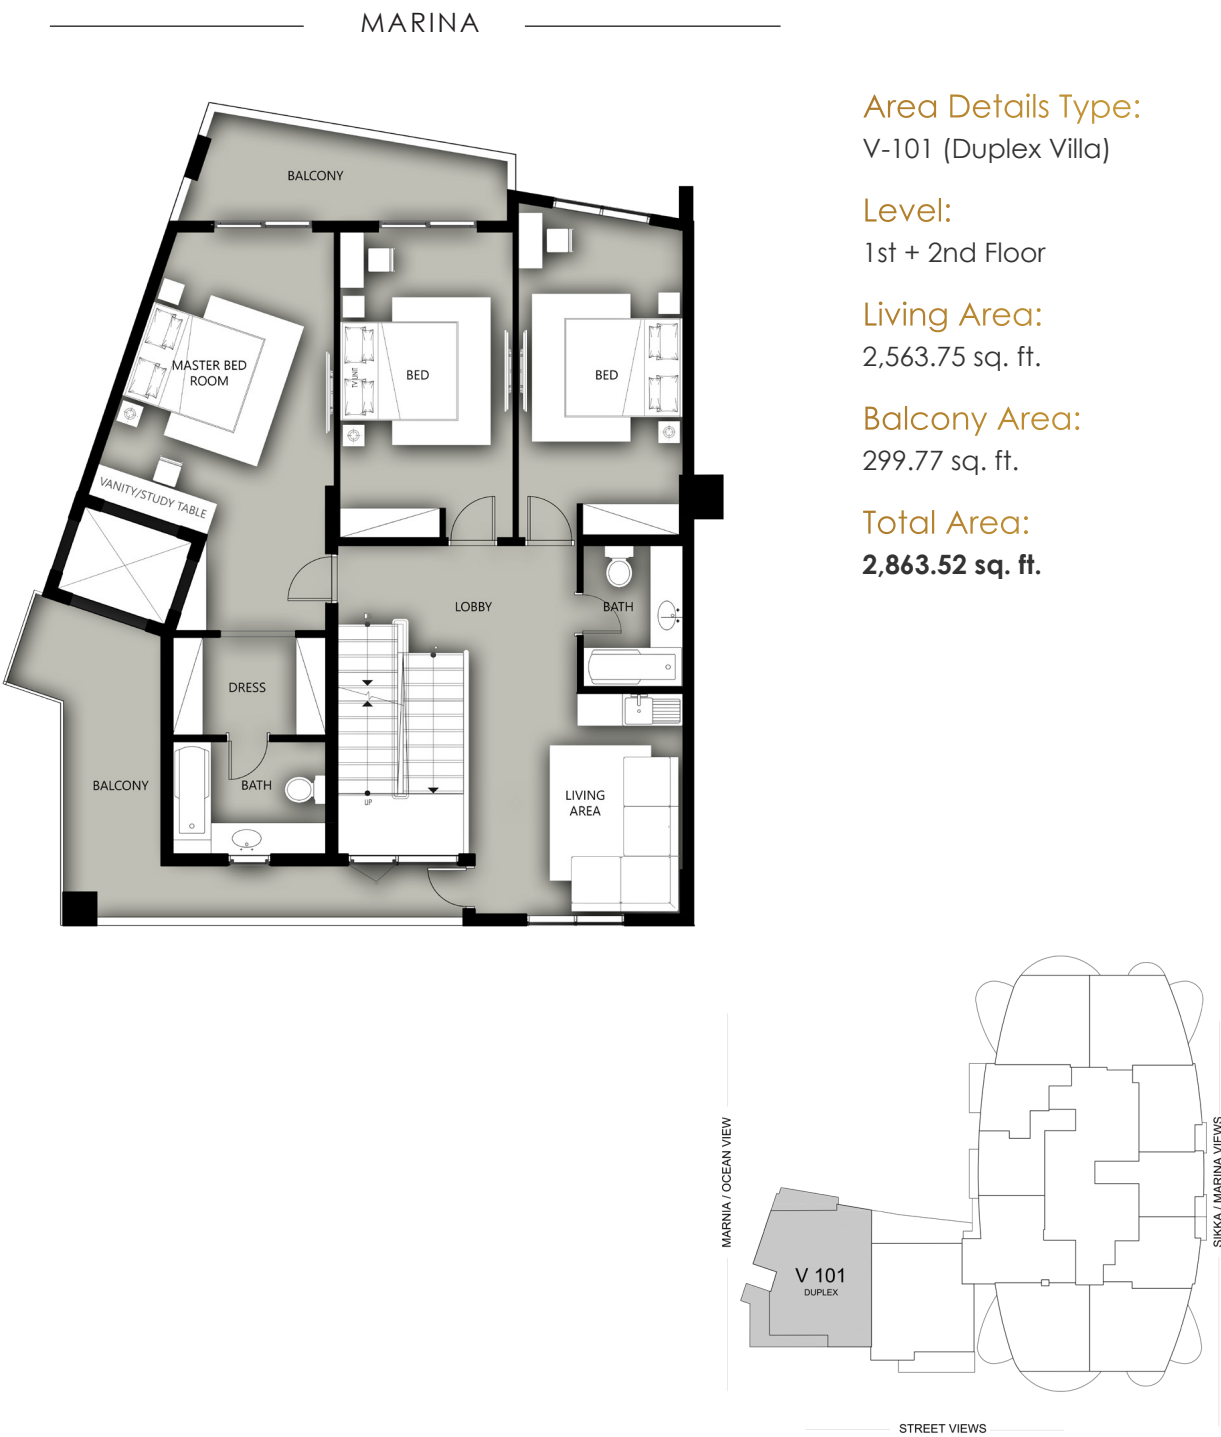 MARINA
Area Details Type:
V-101 (Duplex Villa)
Level:
1st + 2nd Floor
Living Area:
2,563.75 sq. ft.
Balcony Area:
299.77 sq. ft.
Total Area:
2,863.52 sq. ft.
BALCONY
MASTER BED
ROOM
TV UNIT
BED
BED
VANITY/STUDY TABLE
LOBBY
BATH
DRESS
BALCONY
BATH
UP
LIVING
AREA
MARNIA / OCEAN VIEW
SIKKA / MARINA VIEWS
V 101
DUPLEX
STREET VIEWS